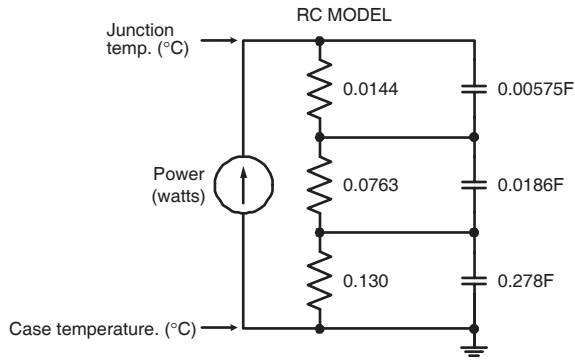 RC MODEL
Junction
temp. (°C)
0.0144
0.00575F
Power
(watts)
0.0763
0.0186F
0.130
0.278F
Case temperature. (°C)